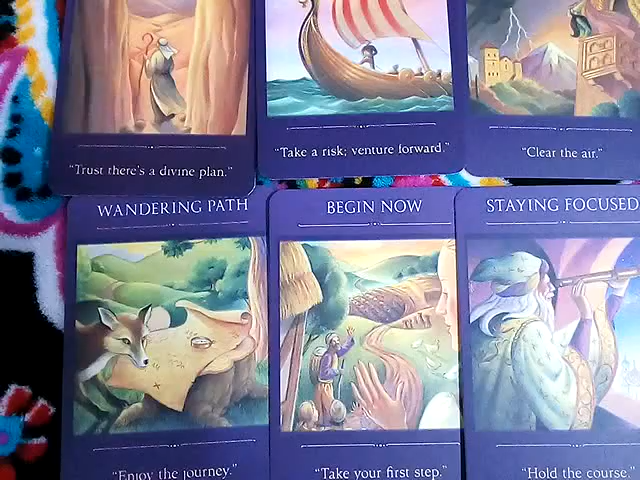 "Trust there's a divine plan."
"Take a risk; venture forward."
"Clear the air."
WANDERING PATH
BEGIN NOW
STAYING FOCUSED
"Enjoy the journey."
"Take your first step."
"Hold the course."